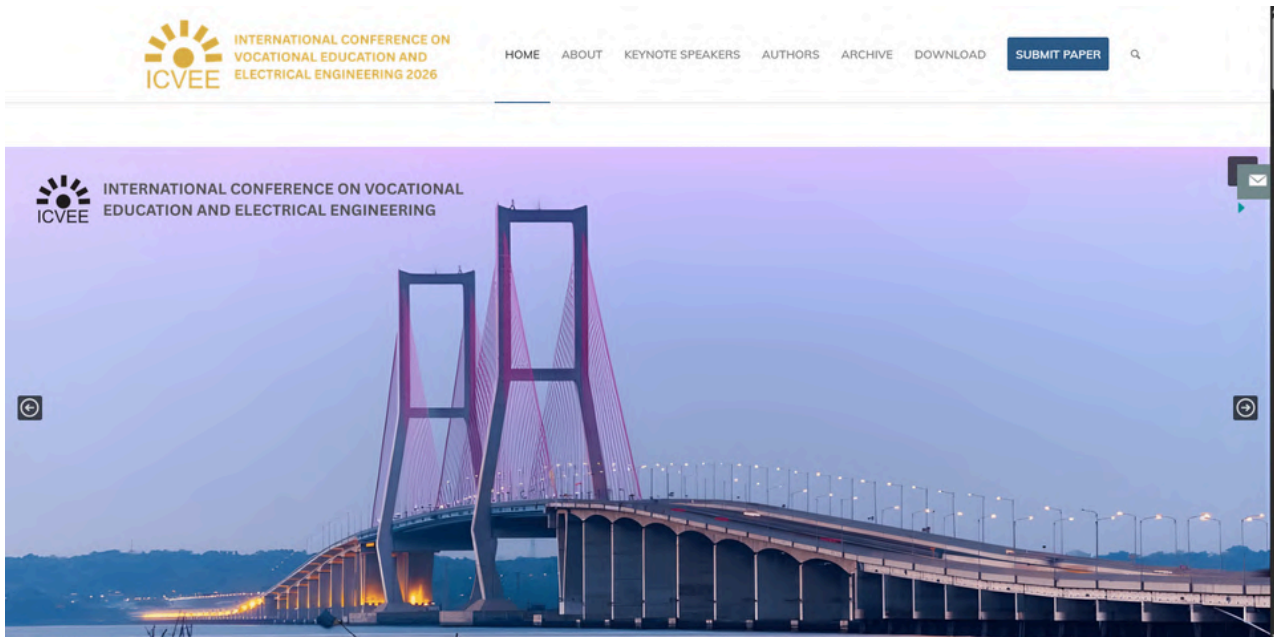 INTERNATIONAL CONFERENCE ON
VOCATIONAL EDUCATION AND
ELECTRICAL ENGINEERING 2026
ICVEE
HOME ABOUT KEYNOTE SPEAKERS AUTHORS ARCHIVE DOWNLOAD SUBMIT PAPER
INTERNATIONAL CONFERENCE ON VOCATIONAL
EDUCATION AND ELECTRICAL ENGINEERING
ICVEE